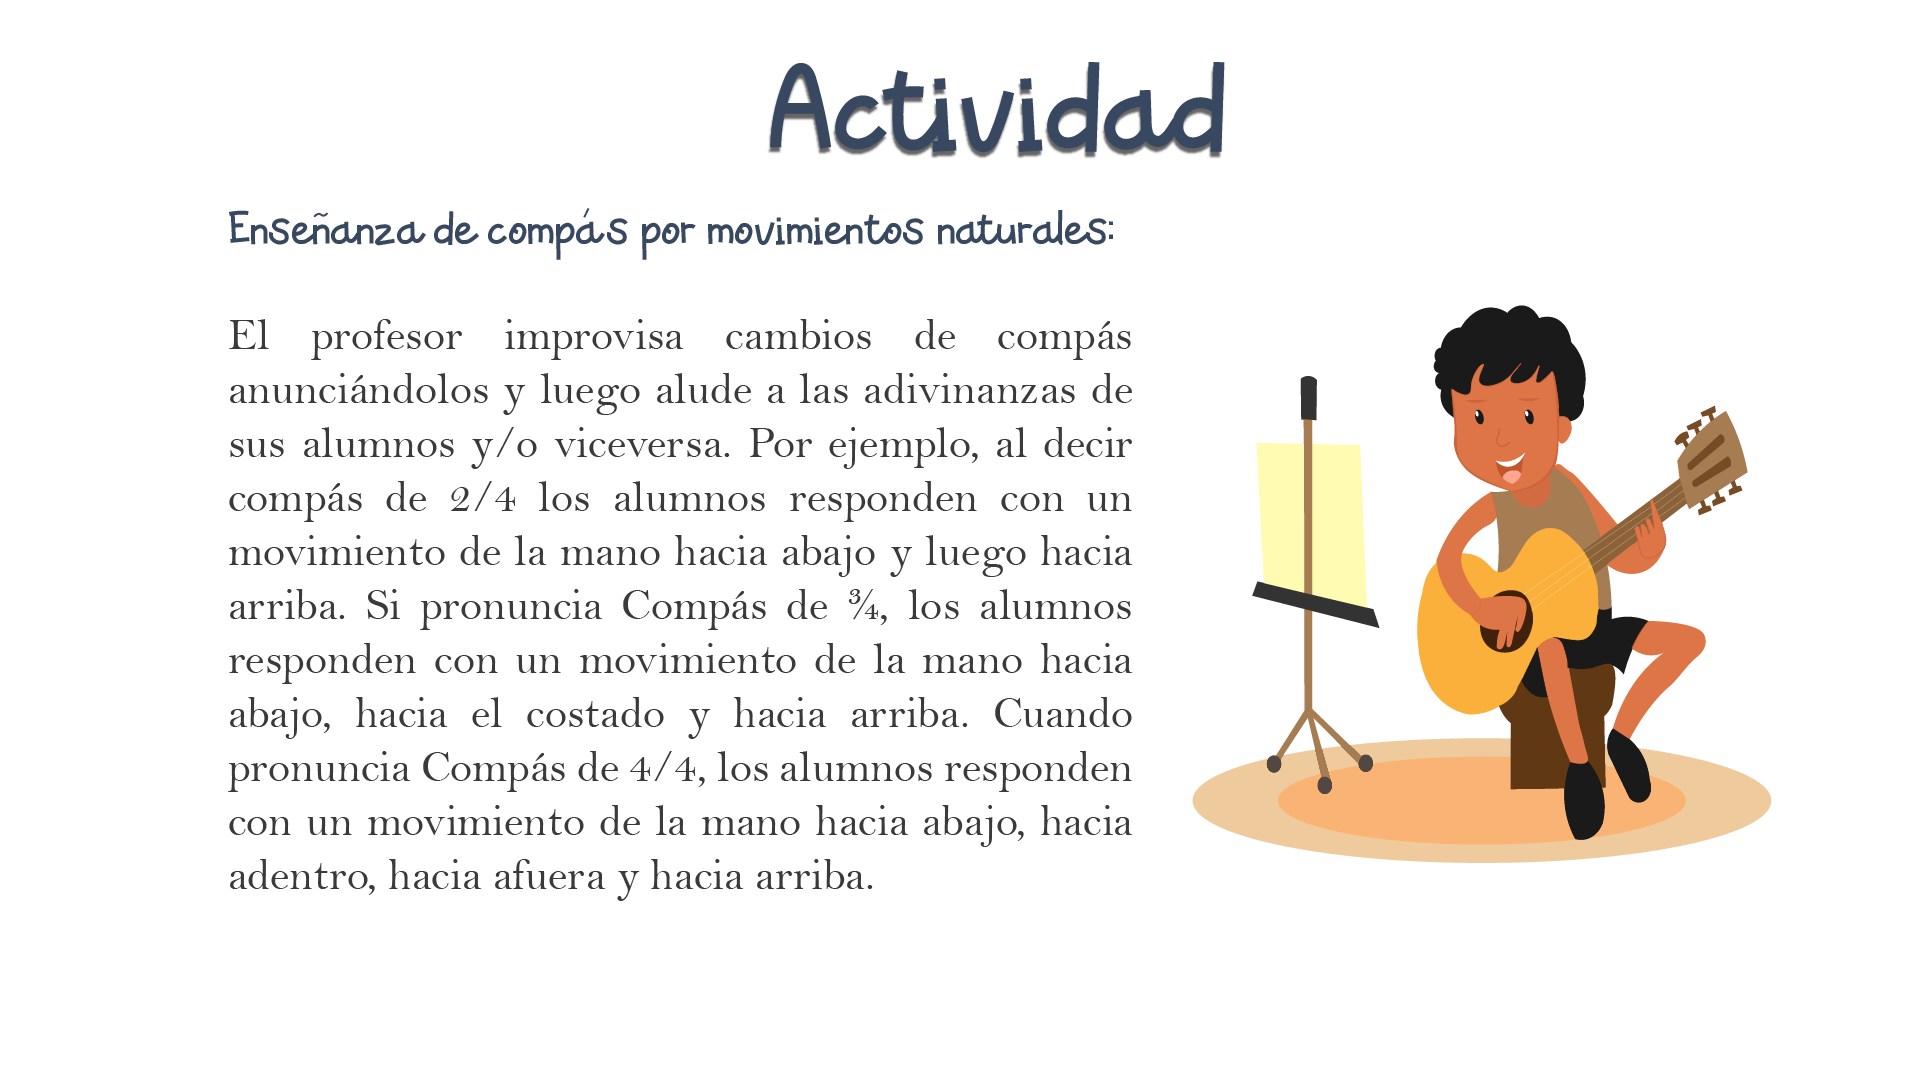 Actividad
Enseñanza de compás por movimientos naturales:
El profesor improvisa cambios de compás
anunciándolos y luego alude a las adivinanzas de
sus alumnos y/o viceversa. Por ejemplo, al decir
compás de 2/4 los alumnos responden con un
movimiento de la mano hacia abajo y luego hacia
arriba. Si pronuncia Compás de ¾, los alumnos
responden con un movimiento de la mano hacia
abajo, hacia el costado y hacia arriba. Cuando
pronuncia Compás de 4/4, los alumnos responden
con un movimiento de la mano hacia abajo, hacia
adentro, hacia afuera y hacia arriba.